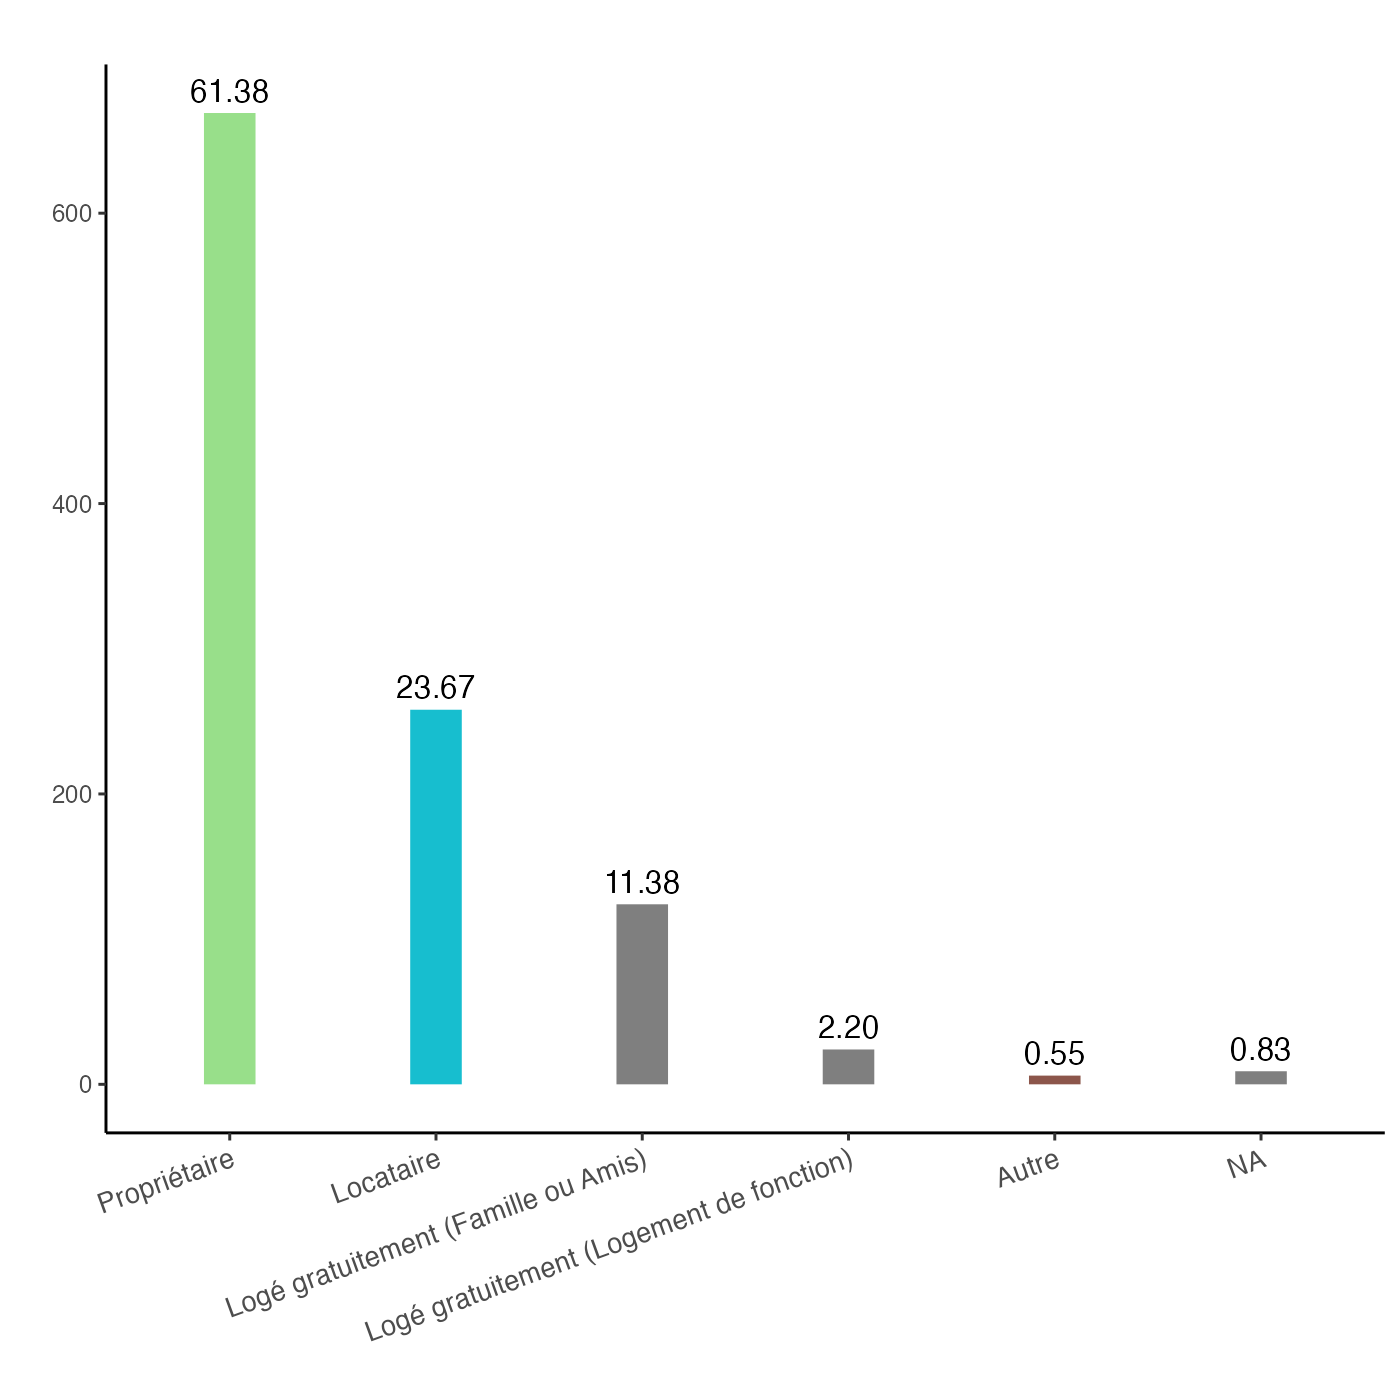 61.38
600
400
23.67
200
11.38
2.20
0.55
0.83
0
Propriétaire
Locataire
Logé gratuitement (Famille ou Amis)
Logé gratuitement (Logement de fonction)
Autre
NA